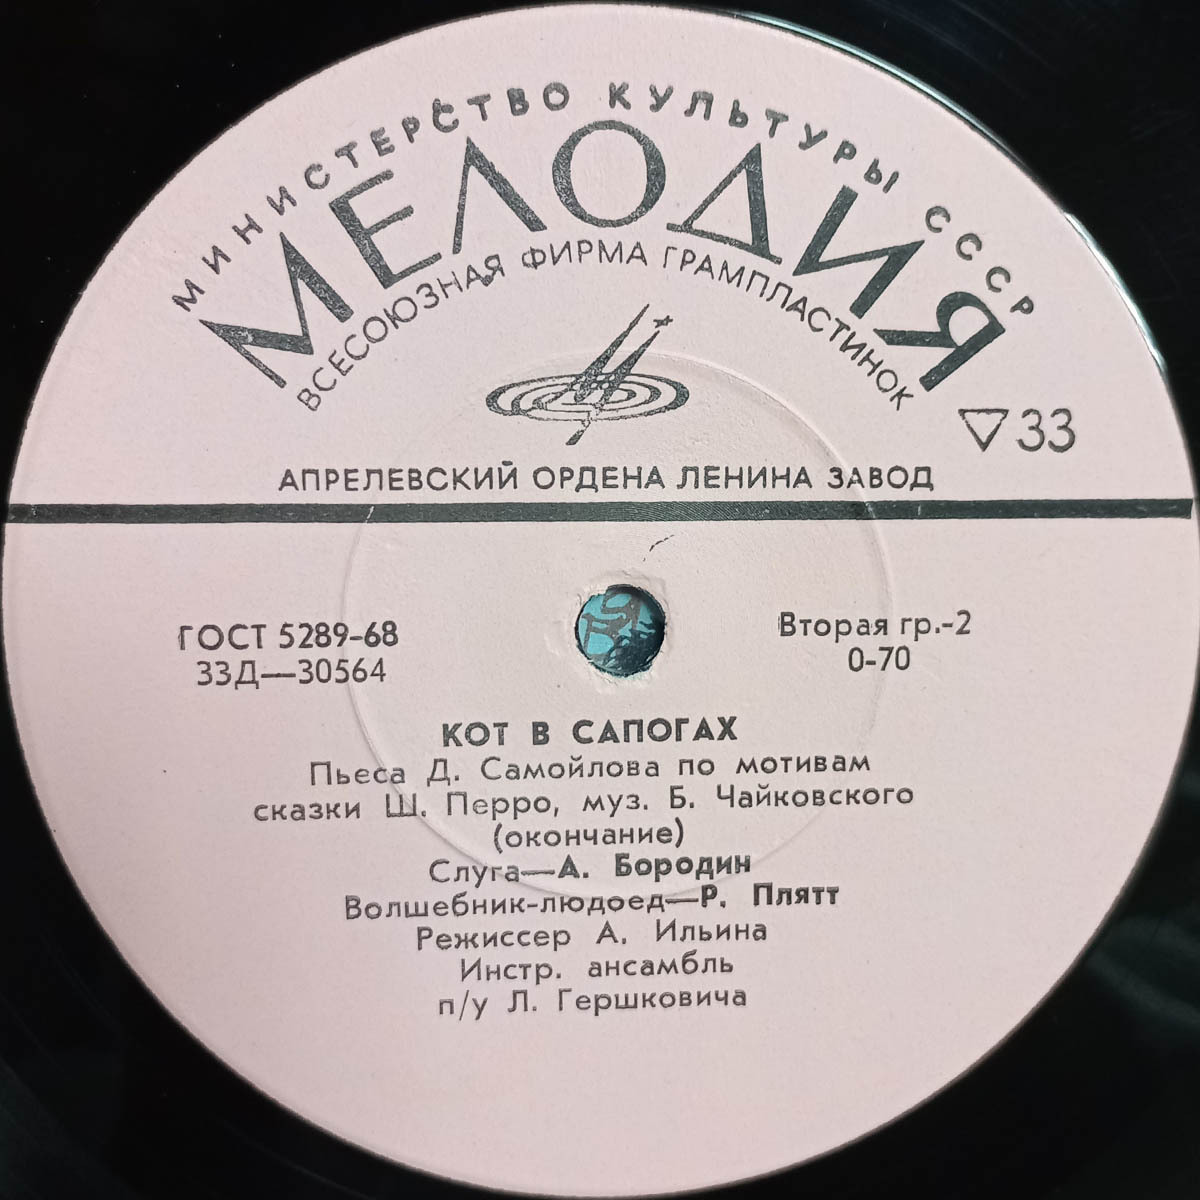 МИНИСТЕРСТВО КУЛЬТУРЫ СССР
МЕЛОДИЯ
ВСЕСОЮЗНАЯ ФИРМА ГРАМПЛАСТИНОК
33
АПРЕЛЕВСКИЙ ОРДЕНА ЛЕНИНА ЗАВОД
ГОСТ 5289-68
33Д—30564
Вторая гр.-2
0-70
КОТ В САПОГАХ
Пьеса Д. Самойлова по мотивам
сказки Ш. Перро, муз. Б. Чайковского
(окончание)
Слуга—А. Бородин
Волшебник-людоед—Р. Плятт
Режиссер А. Ильина
Инстр. ансамбль
п/у Л. Гершковича